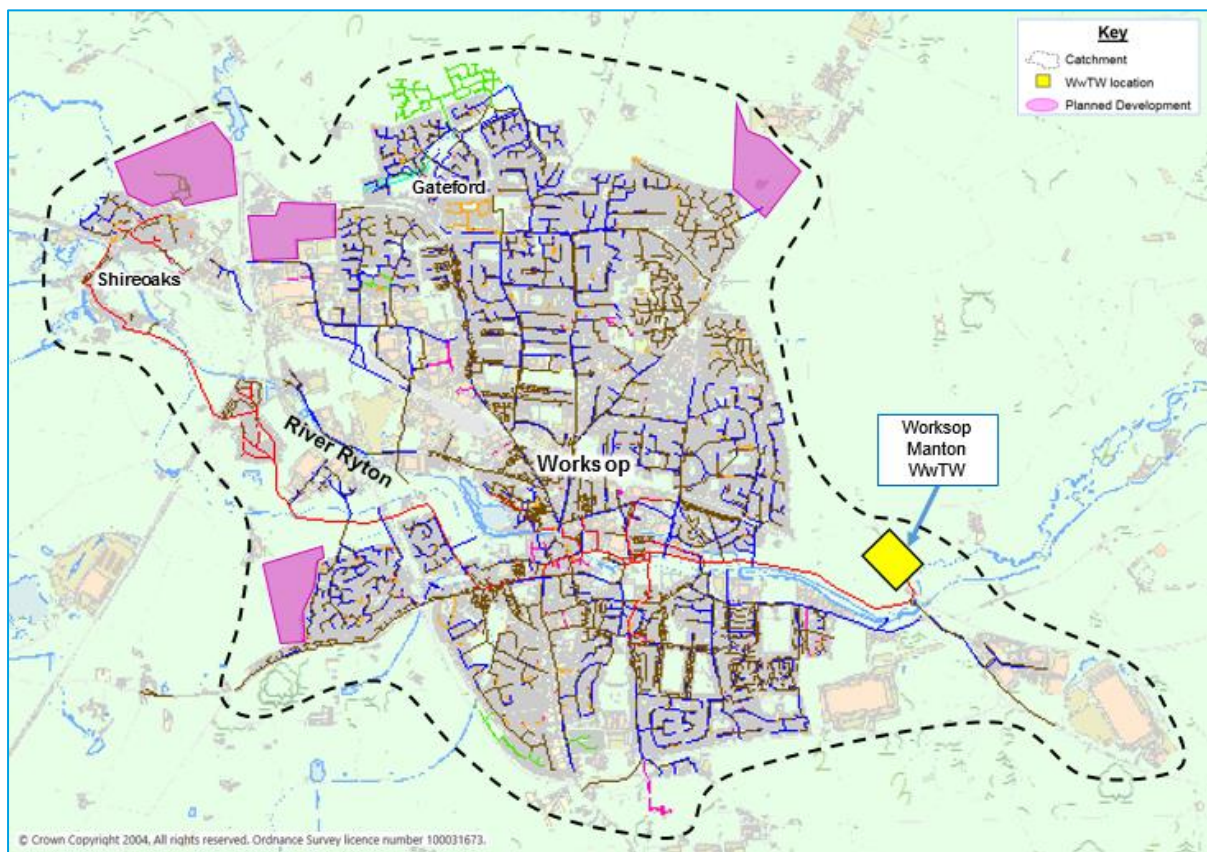 Key
Catchment
WwTW location
Planned Development
Gateford
Shireoaks
River Ryton
Worksop
Worksop
Manton
WwTW
© Crown Copyright 2004, All rights reserved. Ordnance Survey licence number 100031673.